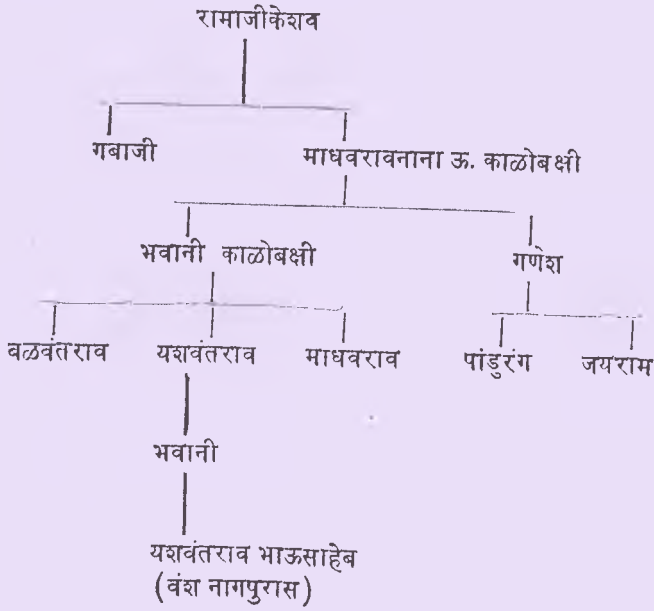 रामाजीकेशव
गबाजी माधवरावनाना ऊ. काळोबक्षी
भवानी काळोबक्षी गणेश
बळवंतराव यशवंतराव माधवराव पांडुरंग जयराम
भवानी
यशवंतराव भाऊसाहेब
(वंश नागपुरास)